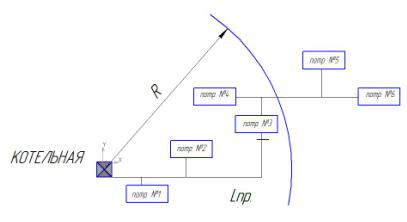 потр. №5
потр. №4
потр. №6
R
потр. №3
Y
потр. №2
КОТЕЛЬНАЯ
X
потр. №1
Lпр.